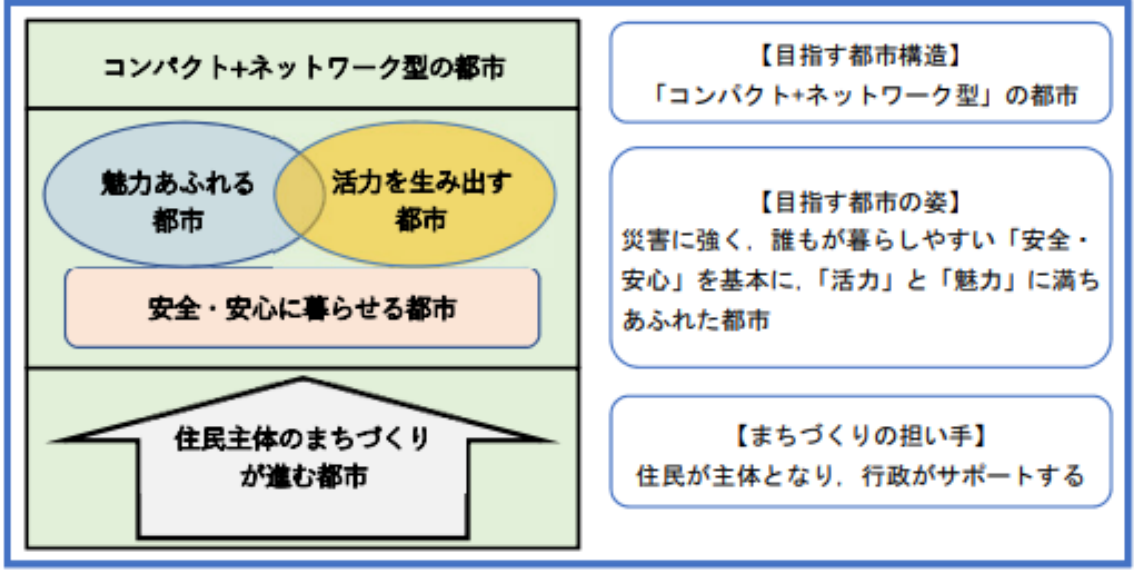 コンパクト+ネットワーク型の都市
魅力あふれる
都市
活力を生み出す
都市
安全・安心に暮らせる都市
住民主体のまちづくり
が進む都市
【目指す都市構造】
「コンパクト+ネットワーク型」の都市
【目指す都市の姿】
災害に強く，誰もが暮らしやすい「安全・
安心」を基本に，「活力」と「魅力」に満ち
あふれた都市
【まちづくりの担い手】
住民が主体となり，行政がサポートする